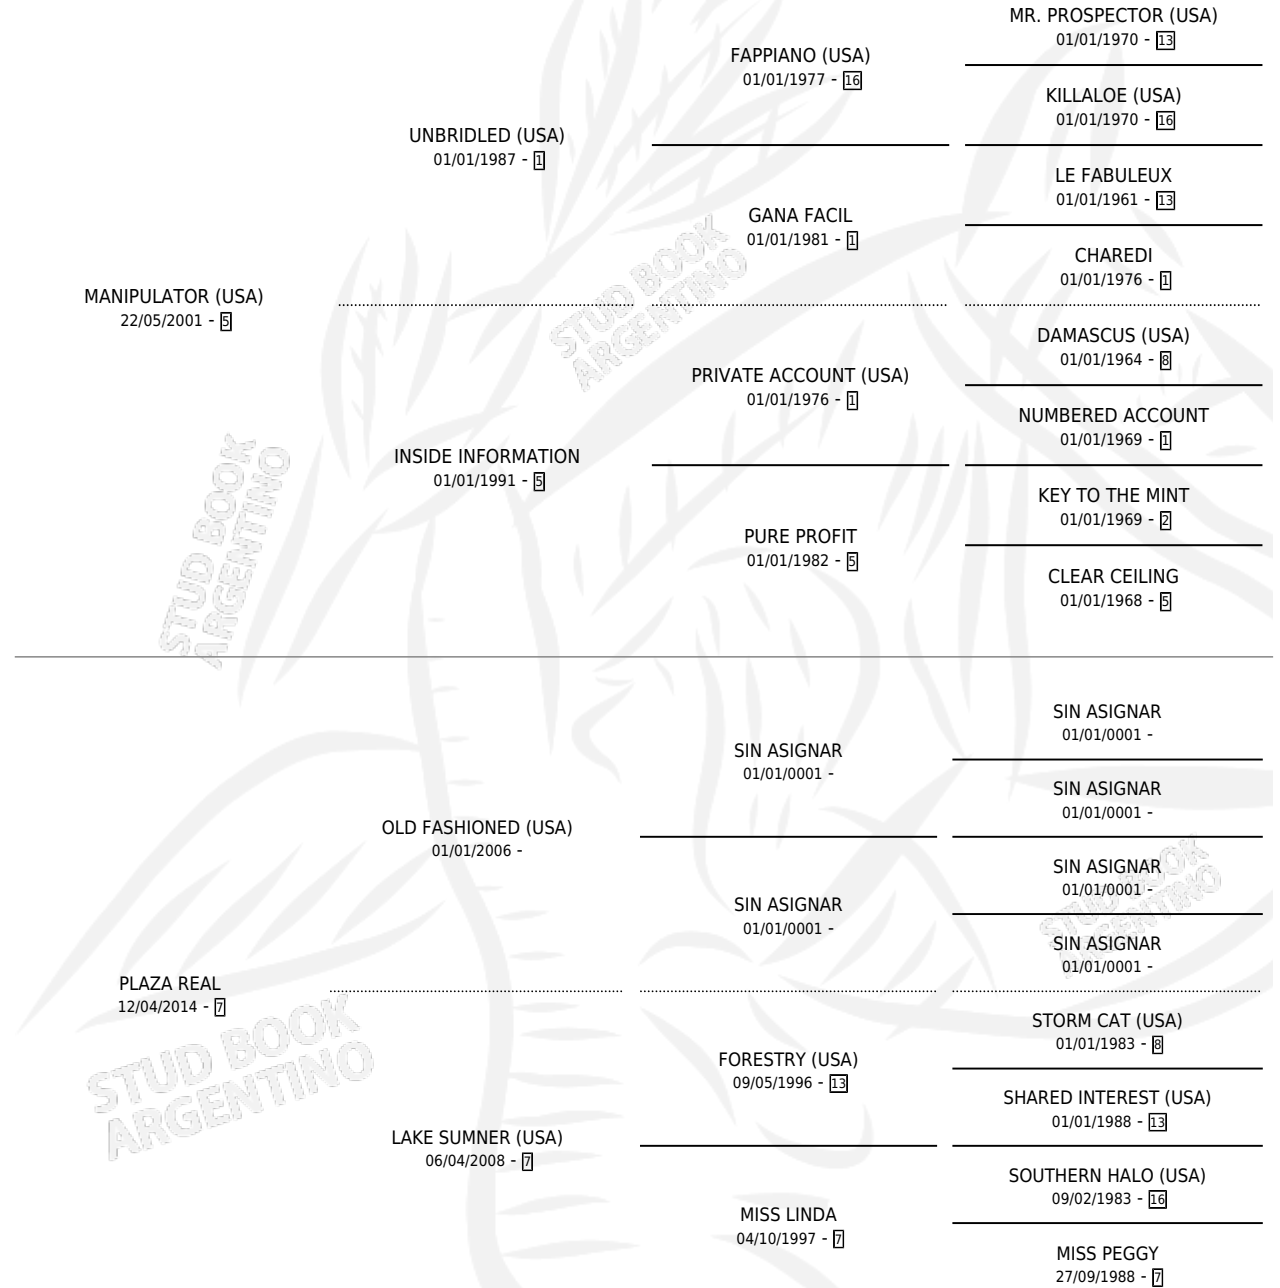 MR. PROSPECTOR (USA)
01/01/1970 - 13
FAPPIANO (USA)
01/01/1977 - 16
KILLALOE (USA)
01/01/1970 - 16
UNBRIDLED (USA)
01/01/1987 - 1
LE FABULEUX
01/01/1961 - 13
GANA FACIL
01/01/1981 - 1
CHAREDI
01/01/1976 - 1
MANIPULATOR (USA)
22/05/2001 - 5
DAMASCUS (USA)
01/01/1964 - 8
PRIVATE ACCOUNT (USA)
01/01/1976 - 1
NUMBERED ACCOUNT
01/01/1969 - 1
INSIDE INFORMATION
01/01/1991 - 5
KEY TO THE MINT
01/01/1969 - 2
PURE PROFIT
01/01/1982 - 5
CLEAR CEILING
01/01/1968 - 5
SIN ASIGNAR
01/01/0001 -
SIN ASIGNAR
01/01/0001 -
SIN ASIGNAR
01/01/0001 -
OLD FASHIONED (USA)
01/01/2006 -
SIN ASIGNAR
01/01/0001 -
SIN ASIGNAR
01/01/0001 -
SIN ASIGNAR
01/01/0001 -
PLAZA REAL
12/04/2014 - 7
STORM CAT (USA)
01/01/1983 - 8
FORESTRY (USA)
09/05/1996 - 13
SHARED INTEREST (USA)
01/01/1988 - 13
LAKE SUMNER (USA)
06/04/2008 - 7
SOUTHERN HALO (USA)
09/02/1983 - 16
MISS LINDA
04/10/1997 - 7
MISS PEGGY
27/09/1988 - 7
STUD BOOK
ARGENTINO
STUD BOOK
ARGENTINO
STUD BOOK
ARGENTINO
STUD BOOK
ARGENTINO